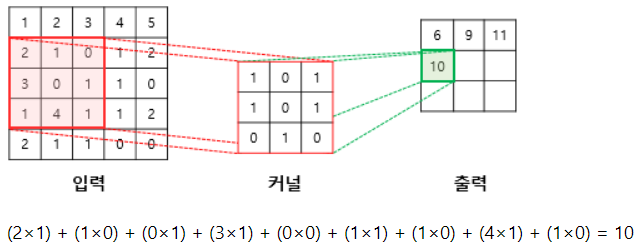 1 2 3 4 5
2 1 0 1 2
3 0 1 1 0
1 4 1 1 2
2 1 1 0 0
입력
1 0 1
1 0 1
0 1 0
커널
6 9 11
10
출력
(2×1) + (1×0) + (0×1) + (3×1) + (0×0) + (1×1) + (1×0) + (4×1) + (1×0) = 10